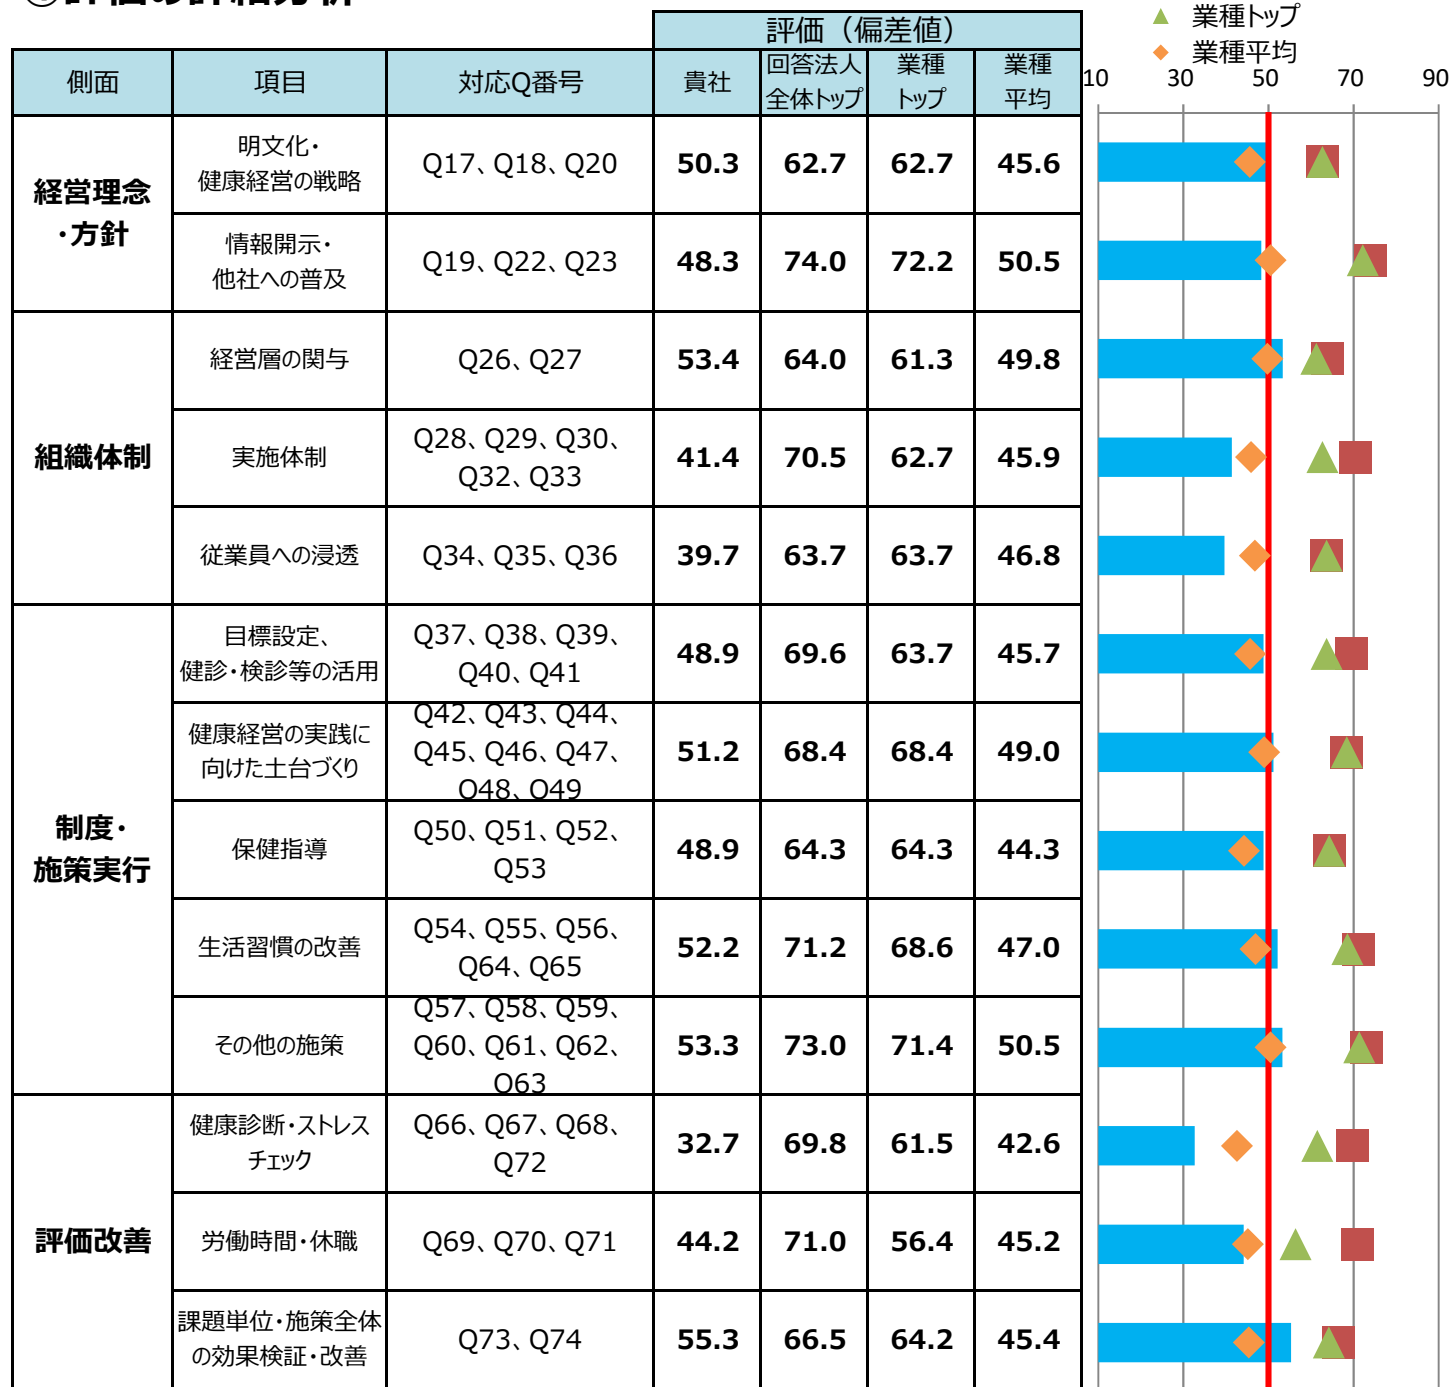 評価（偏差値）
側面 項目 対応Q番号 貴社 回答法人全体トップ 業種トップ 業種平均
▲ 業種トップ
◆ 業種平均
10 30 50 70 90
経営理念
・方針
明文化・
健康経営の戦略
Q17、Q18、Q20
50.3 62.7 62.7 45.6
情報開示・
他社への普及
Q19、Q22、Q23
48.3 74.0 72.2 50.5
組織体制
経営層の関与
Q26、Q27
53.4 64.0 61.3 49.8
実施体制
Q28、Q29、Q30、
Q32、Q33
41.4 70.5 62.7 45.9
従業員への浸透
Q34、Q35、Q36
39.7 63.7 63.7 46.8
制度・
施策実行
目標設定、
健診・検診等の活用
Q37、Q38、Q39、
Q40、Q41
48.9 69.6 63.7 45.7
健康経営の実践に
向けた土台づくり
Q42、Q43、Q44、
Q45、Q46、Q47、
Q48、Q49
51.2 68.4 68.4 49.0
保健指導
Q50、Q51、Q52、
Q53
48.9 64.3 64.3 44.3
生活習慣の改善
Q54、Q55、Q56、
Q64、Q65
52.2 71.2 68.6 47.0
その他の施策
Q57、Q58、Q59、
Q60、Q61、Q62、
Q63
53.3 73.0 71.4 50.5
評価改善
健康診断・ストレス
チェック
Q66、Q67、Q68、
Q72
32.7 69.8 61.5 42.6
労働時間・休職
Q69、Q70、Q71
44.2 71.0 56.4 45.2
課題単位・施策全体
の効果検証・改善
Q73、Q74
55.3 66.5 64.2 45.4